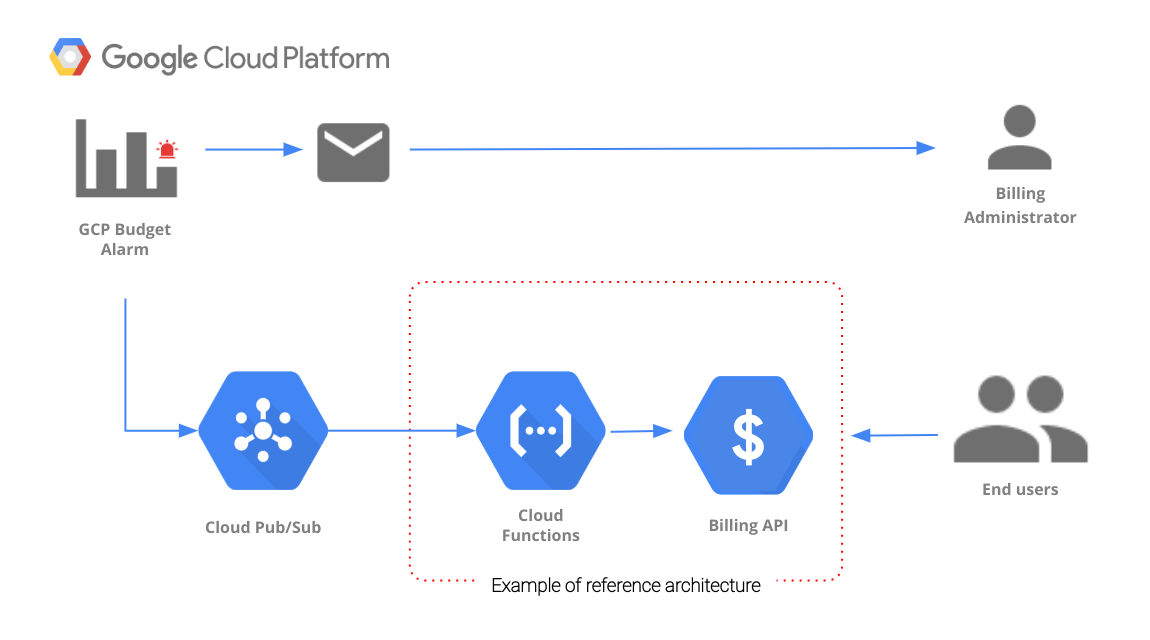 Google Cloud Platform
GCP Budget
Alarm
Billing
Administrator
Cloud Pub/Sub
Cloud
Functions
$
Billing API
End users
Example of reference architecture